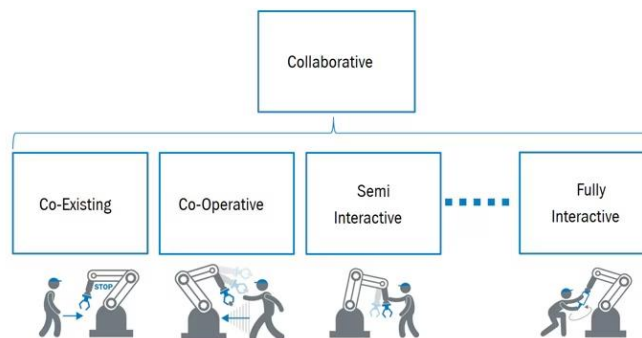 Collaborative
Co-Existing
Co-Operative
Semi
Interactive
Fully
Interactive
STOP